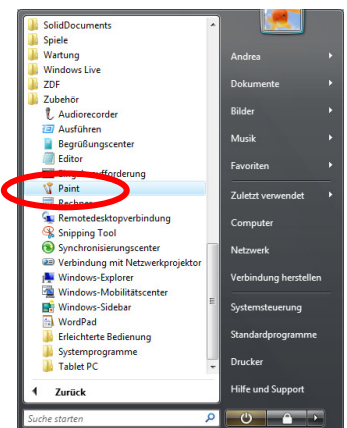 SolidDocuments
Spiele
Wartung
Windows Live
ZDF
Zubehör
Audiorecorder
Ausführen
Begrüßungscenter
Editor
Eingabeaufforderung
Paint
Rechner
Remotedesktopverbindung
Snipping Tool
Synchronisierungscenter
Verbindung mit Netzwerkprojektor
Windows-Explorer
Windows-Mobilitätscenter
Windows-Sidebar
WordPad
Erleichterte Bedienung
Systemprogramme
Tablet PC
Zurück
Suche starten
Andrea
Dokumente
Bilder
Musik
Favoriten
Zuletzt verwendet
Computer
Netzwerk
Verbindung herstellen
Systemsteuerung
Standardprogramme
Drucker
Hilfe und Support